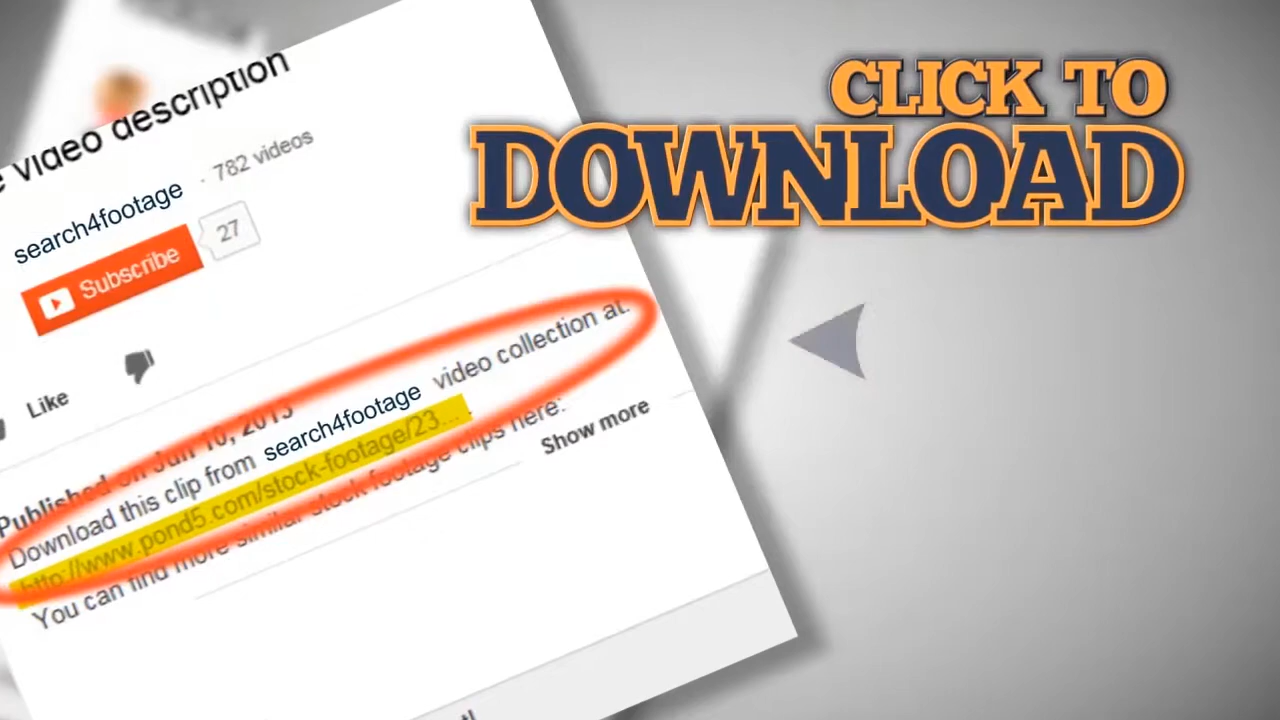 CLICK TO
DOWNLOAD
video description
search4footage · 782 videos
Subscribe 27
Like
Published on Jun 10, 2013
Download this clip from search4footage video collection at:
http://www.pond5.com/stock-footage/23... .
You can find more similar stock footage clips here:
Show more